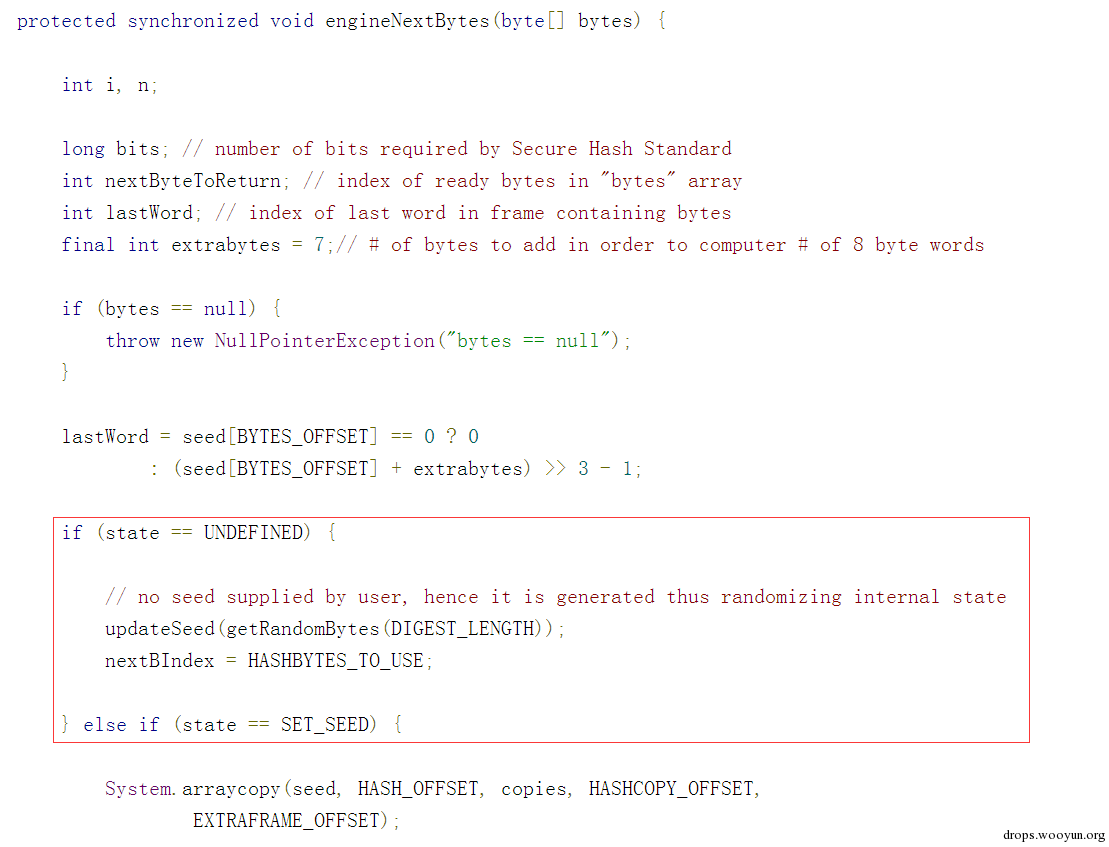 protected synchronized void engineNextBytes(byte[] bytes) {
int i, n;
long bits; // number of bits required by Secure Hash Standard
int nextByteToReturn; // index of ready bytes in "bytes" array
int lastWord; // index of last word in frame containing bytes
final int extrabytes = 7;// # of bytes to add in order to computer # of 8 byte words
if (bytes == null) {
throw new NullPointerException("bytes == null");
}
lastWord = seed[BYTES_OFFSET] == 0 ? 0
: (seed[BYTES_OFFSET] + extrabytes) >> 3 - 1;
if (state == UNDEFINED) {
// no seed supplied by user, hence it is generated thus randomizing internal state
updateSeed(getRandomBytes(DIGEST_LENGTH));
nextBIndex = HASHBYTES_TO_USE;
} else if (state == SET_SEED) {
System.arraycopy(seed, HASH_OFFSET, copies, HASHCOPY_OFFSET,
EXTRAFRAME_OFFSET);
drops.wooyun.org